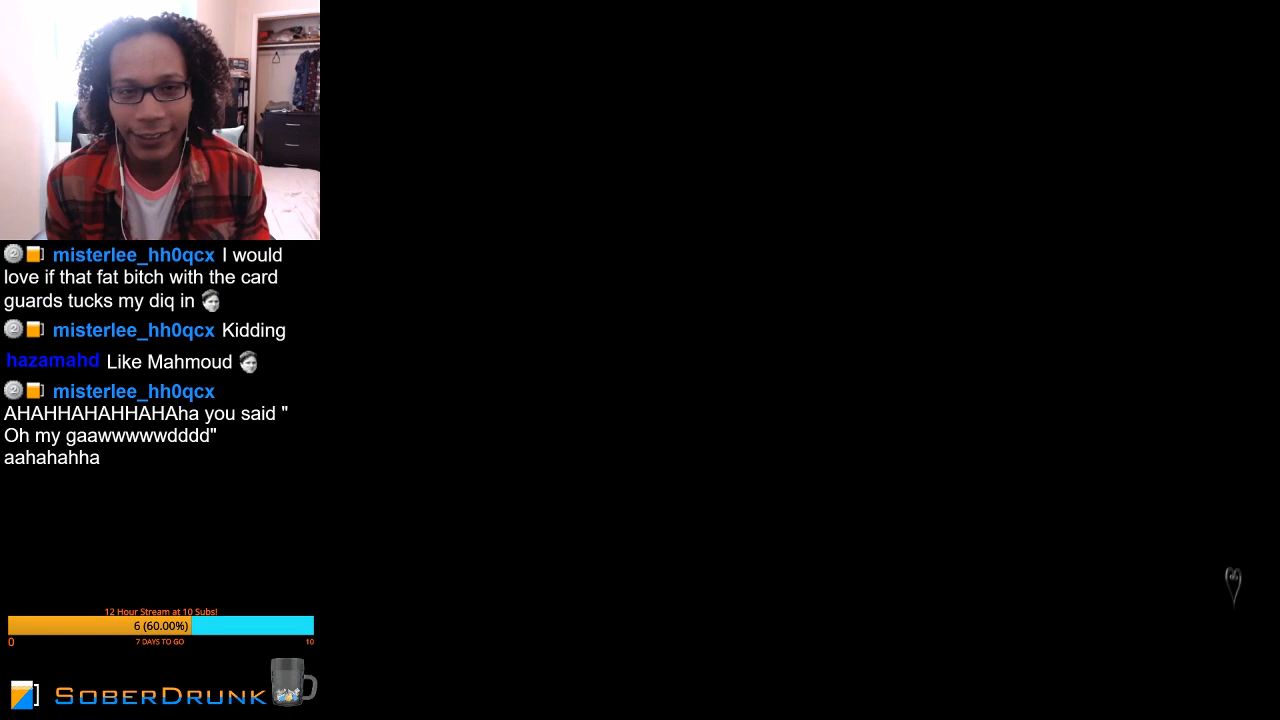 misterlee_hh0qcx I would
love if that fat bitch with the card
guards tucks my diq in
misterlee_hh0qcx Kidding
hazamahd Like Mahmoud
misterlee_hh0qcx
AHAHHAHAHHAHAha you said "
Oh my gaawwwwwdddd"
aahahahha
12 Hour Stream at 10 Subs!
6 (60.00%)
0 7 DAYS TO GO 10
SOBERDRUNK